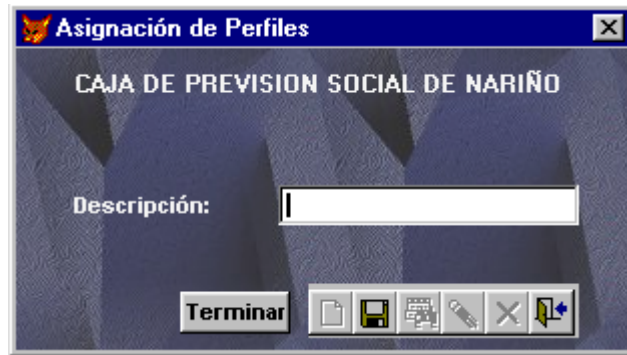 Asignación de Perfiles
CAJA DE PREVISION SOCIAL DE NARIÑO
Descripción:
Terminar